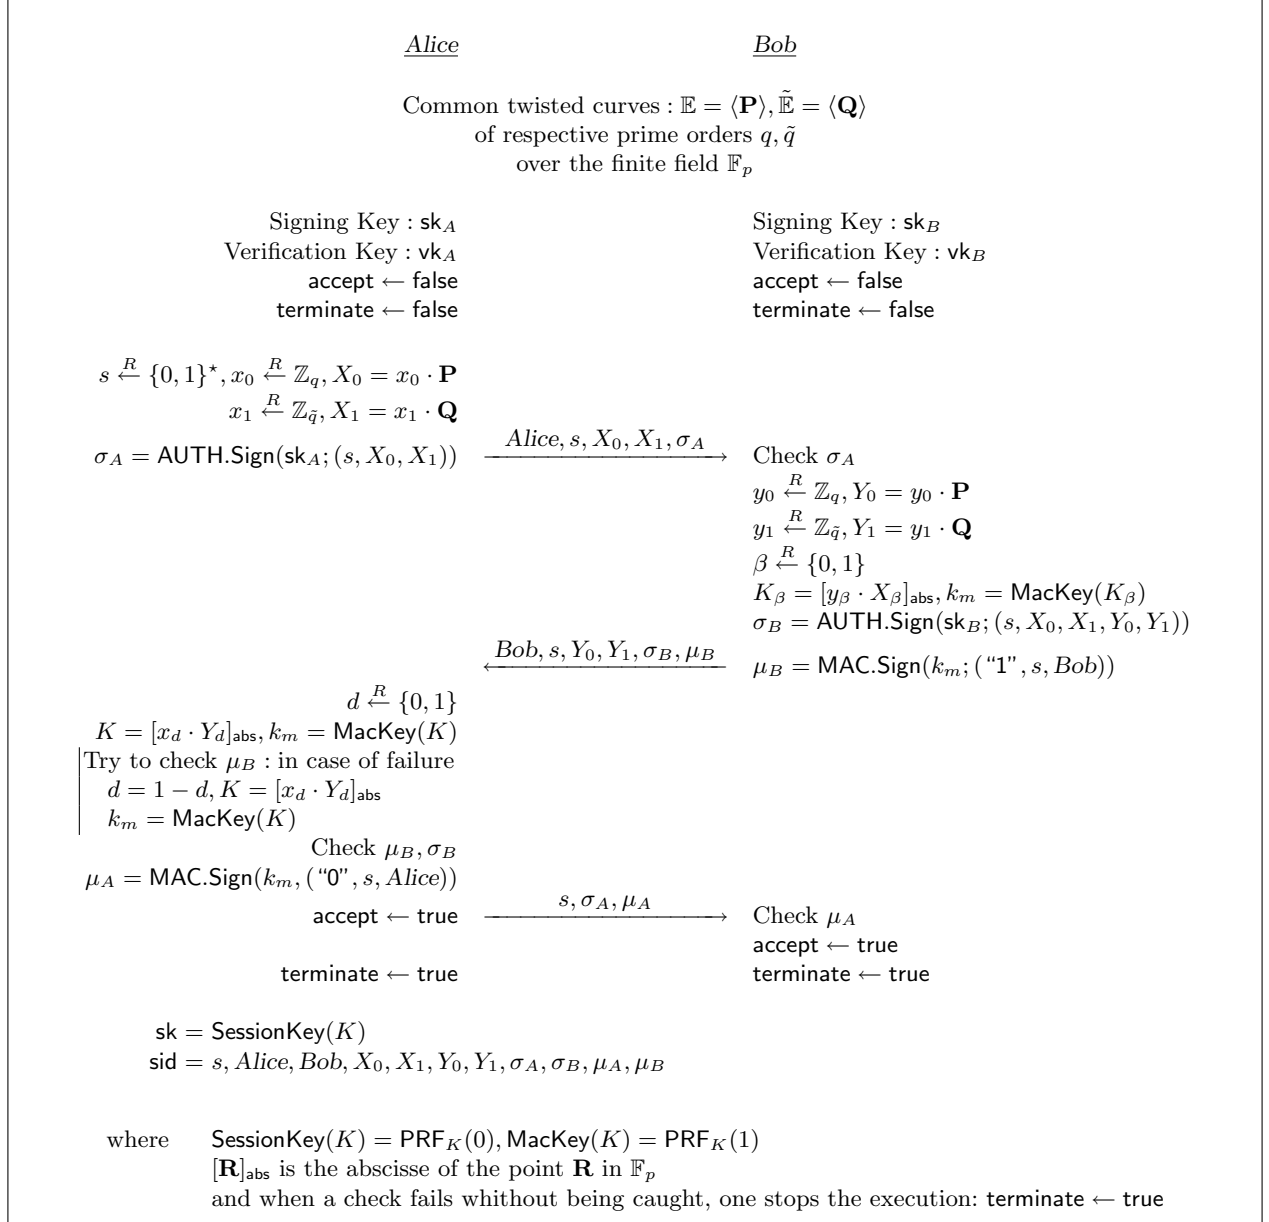 Alice Bob
Common twisted curves : 𝔼 = ⟨P⟩, 𝔼̃ = ⟨Q⟩
of respective prime orders q, q̃
over the finite field 𝔽_p
Signing Key : sk_A Signing Key : sk_B
Verification Key : vk_A Verification Key : vk_B
accept ← false accept ← false
terminate ← false terminate ← false
s ←^R {0,1}^⋆, x_0 ←^R ℤ_q, X_0 = x_0 · P
x_1 ←^R ℤ_q̃, X_1 = x_1 · Q
σ_A = AUTH.Sign(sk_A; (s, X_0, X_1)) Alice, s, X_0, X_1, σ_A Check σ_A
y_0 ←^R ℤ_q, Y_0 = y_0 · P
y_1 ←^R ℤ_q̃, Y_1 = y_1 · Q
β ←^R {0,1}
K_β = [y_β · X_β]_abs, k_m = MacKey(K_β)
σ_B = AUTH.Sign(sk_B; (s, X_0, X_1, Y_0, Y_1))
Bob, s, Y_0, Y_1, σ_B, μ_B μ_B = MAC.Sign(k_m; ("1", s, Bob))
d ←^R {0,1}
K = [x_d · Y_d]_abs, k_m = MacKey(K)
Try to check μ_B : in case of failure
d = 1 − d, K = [x_d · Y_d]_abs
k_m = MacKey(K)
Check μ_B, σ_B
μ_A = MAC.Sign(k_m, ("0", s, Alice))
accept ← true s, σ_A, μ_A Check μ_A
accept ← true
terminate ← true terminate ← true
sk = SessionKey(K)
sid = s, Alice, Bob, X_0, X_1, Y_0, Y_1, σ_A, σ_B, μ_A, μ_B
where SessionKey(K) = PRF_K(0), MacKey(K) = PRF_K(1)
[R]_abs is the abscisse of the point R in 𝔽_p
and when a check fails whithout being caught, one stops the execution: terminate ← true